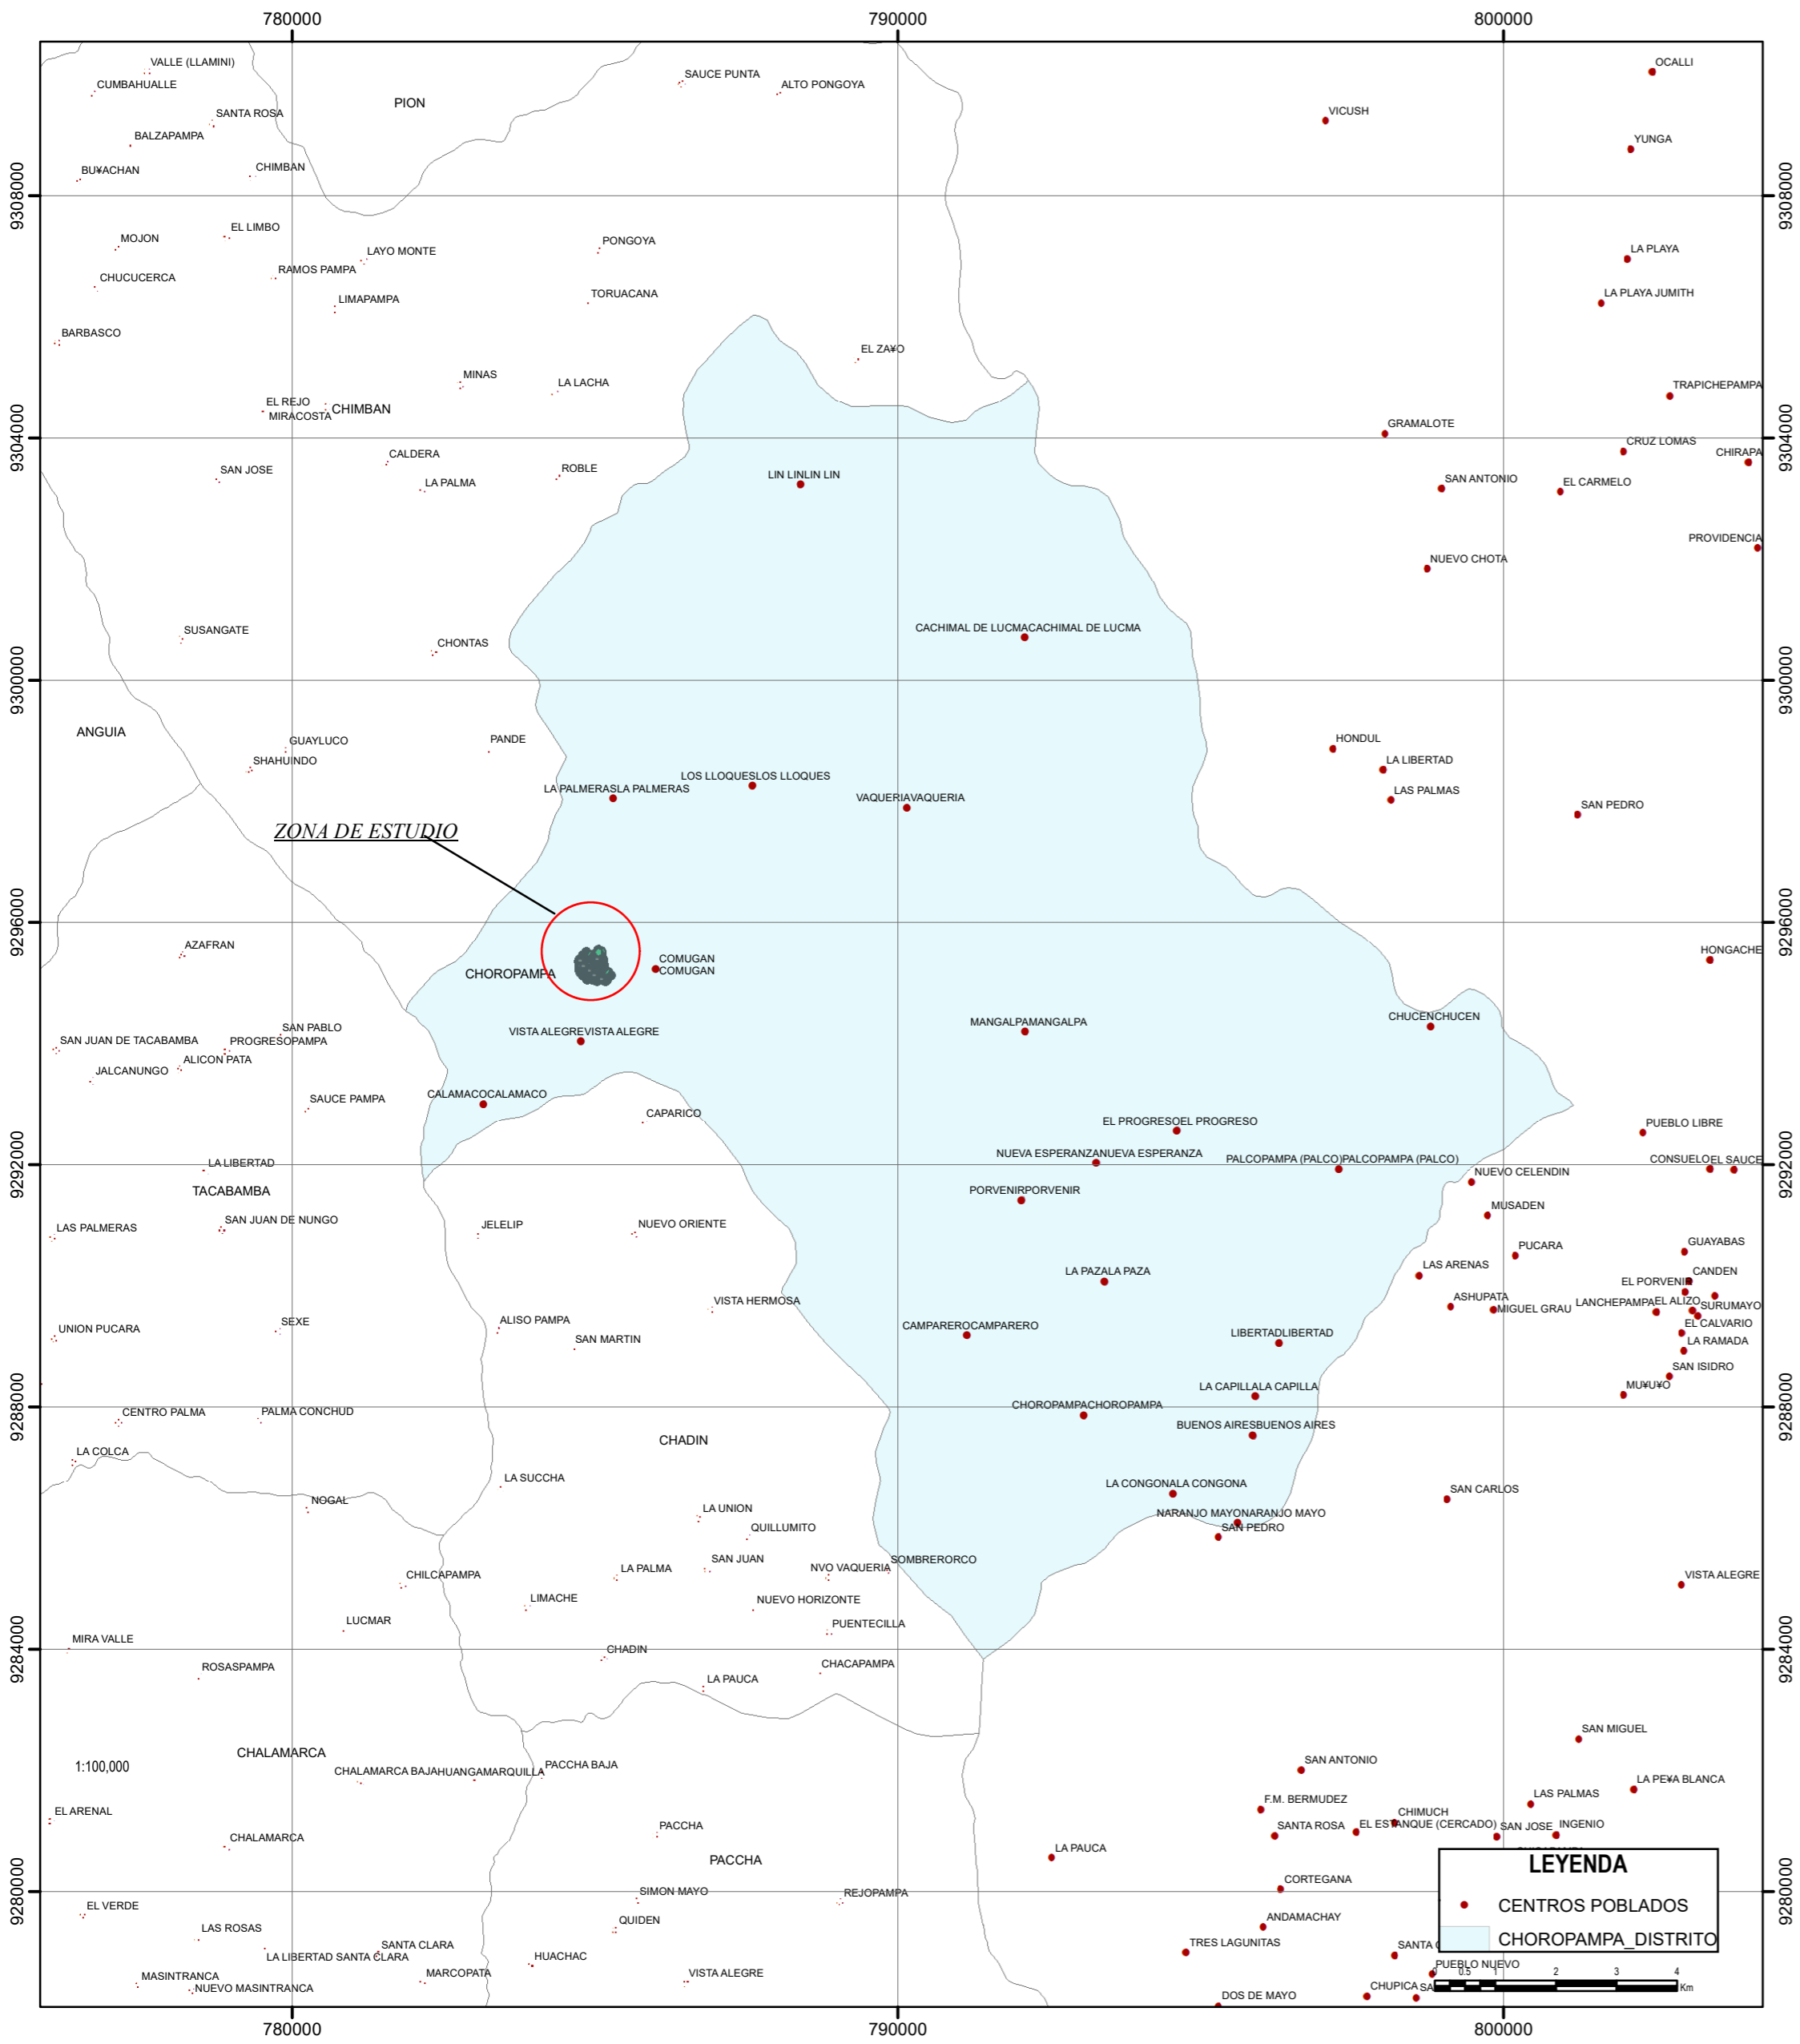 780000 790000 800000
VALLE (LLAMINI)
CUMBAHUALLE
SAUCE PUNTA
ALTO PONGOYA
OCALLI
PION
SANTA ROSA
VICUSH
BALZAPAMPA
YUNGA
BU¥ACHAN
CHIMBAN
9308000 9308000
EL LIMBO
MOJON
PONGOYA
LAYO MONTE
LA PLAYA
RAMOS PAMPA
CHUCUCERCA
LIMAPAMPA
TORUACANA
LA PLAYA JUMITH
BARBASCO
EL ZA¥O
MINAS
LA LACHA
TRAPICHEPAMPA
EL REJO
MIRACOSTA
CHIMBAN
GRAMALOTE
9304000 9304000
CRUZ LOMAS
CHIRAPA
CALDERA
SAN JOSE
ROBLE
LIN LINLIN LIN
SAN ANTONIO
EL CARMELO
LA PALMA
PROVIDENCIA
NUEVO CHOTA
SUSANGATE
CACHIMAL DE LUCMACACHIMAL DE LUCMA
CHONTAS
9300000 9300000
ANGUIA
GUAYLUCO
PANDE
HONDUL
SHAHUINDO
LA LIBERTAD
LOS LLOQUESLOS LLOQUES
LA PALMERASLA PALMERAS
VAQUERIAVAQUERIA
LAS PALMAS
SAN PEDRO
ZONA DE ESTUDIO
9296000 9296000
AZAFRAN
HONGACHE
COMUGAN
COMUGAN
CHOROPAMPA
MANGALPAMANGALPA
CHUCENCHUCEN
SAN PABLO
VISTA ALEGREVISTA ALEGRE
SAN JUAN DE TACABAMBA
PROGRESOPAMPA
ALICON PATA
JALCANUNGO
CALAMACOCALAMACO
SAUCE PAMPA
CAPARICO
EL PROGRESOEL PROGRESO
PUEBLO LIBRE
9292000 9292000
NUEVA ESPERANZANUEVA ESPERANZA
PALCOPAMPA (PALCO)PALCOPAMPA (PALCO)
LA LIBERTAD
CONSUELO
EL SAUCE
NUEVO CELENDIN
TACABAMBA
PORVENIRPORVENIR
MUSADEN
SAN JUAN DE NUNGO
LAS PALMERAS
JELELIP
NUEVO ORIENTE
GUAYABAS
PUCARA
LA PAZALA PAZA
LAS ARENAS
CANDEN
EL PORVENIR
ASHUPATA
VISTA HERMOSA
LANCHEPAMPA
EL ALIZO
SURUMAYO
MIGUEL GRAU
SEXE
ALISO PAMPA
UNION PUCARA
CAMPAREROCAMPARERO
EL CALVARIO
SAN MARTIN
LIBERTADLIBERTAD
LA RAMADA
SAN ISIDRO
LA CAPILLALA CAPILLA
MU¥U¥O
9288000 9288000
CENTRO PALMA
PALMA CONCHUD
CHOROPAMPACHOROPAMPA
BUENOS AIRESBUENOS AIRES
CHADIN
LA COLCA
LA SUCCHA
LA CONGONALA CONGONA
SAN CARLOS
NOGAL
LA UNION
NARANJO MAYONARANJO MAYO
QUILLUMITO
SAN PEDRO
SAN JUAN
SOMBRERORCO
LA PALMA
NVO VAQUERIA
CHILCAPAMPA
VISTA ALEGRE
LIMACHE
NUEVO HORIZONTE
LUCMAR
PUENTECILLA
9284000 9284000
MIRA VALLE
CHADIN
ROSASPAMPA
CHACAPAMPA
LA PAUCA
SAN MIGUEL
CHALAMARCA
1:100,000
CHALAMARCA BAJA
HUANGAMARQUILLA
PACCHA BAJA
SAN ANTONIO
LA PE¥A BLANCA
LAS PALMAS
F.M. BERMUDEZ
EL ARENAL
CHIMUCH
PACCHA
SANTA ROSA
EL ESTANQUE (CERCADO)
SAN JOSE
INGENIO
CHALAMARCA
LA PAUCA
PACCHA
LEYENDA
CORTEGANA
9280000 9280000
SIMON MAYO
REJOPAMPA
CENTROS POBLADOS
EL VERDE
QUIDEN
ANDAMACHAY
LAS ROSAS
CHOROPAMPA_DISTRITO
TRES LAGUNITAS
SANTA CLARA
LA LIBERTAD SANTA CLARA
HUACHAC
PUEBLO NUEVO
MASINTRANCA
MARCOPATA
VISTA ALEGRE
0 0.5 1 2 3 4
Km
NUEVO MASINTRANCA
CHUPICA
DOS DE MAYO
780000 790000 800000